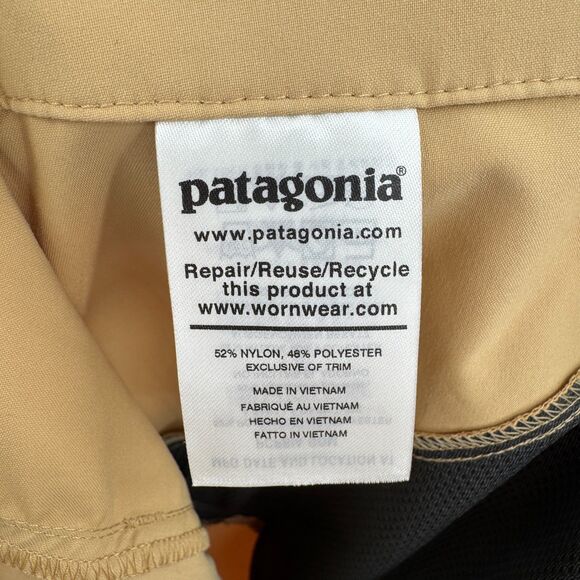 patagonia®
www.patagonia.com
Repair/Reuse/Recycle
this product at
www.wornwear.com
52% NYLON, 48% POLYESTER
EXCLUSIVE OF TRIM
MADE IN VIETNAM
FABRIQUÉ AU VIETNAM
HECHO EN VIETNAM
FATTO IN VIETNAM